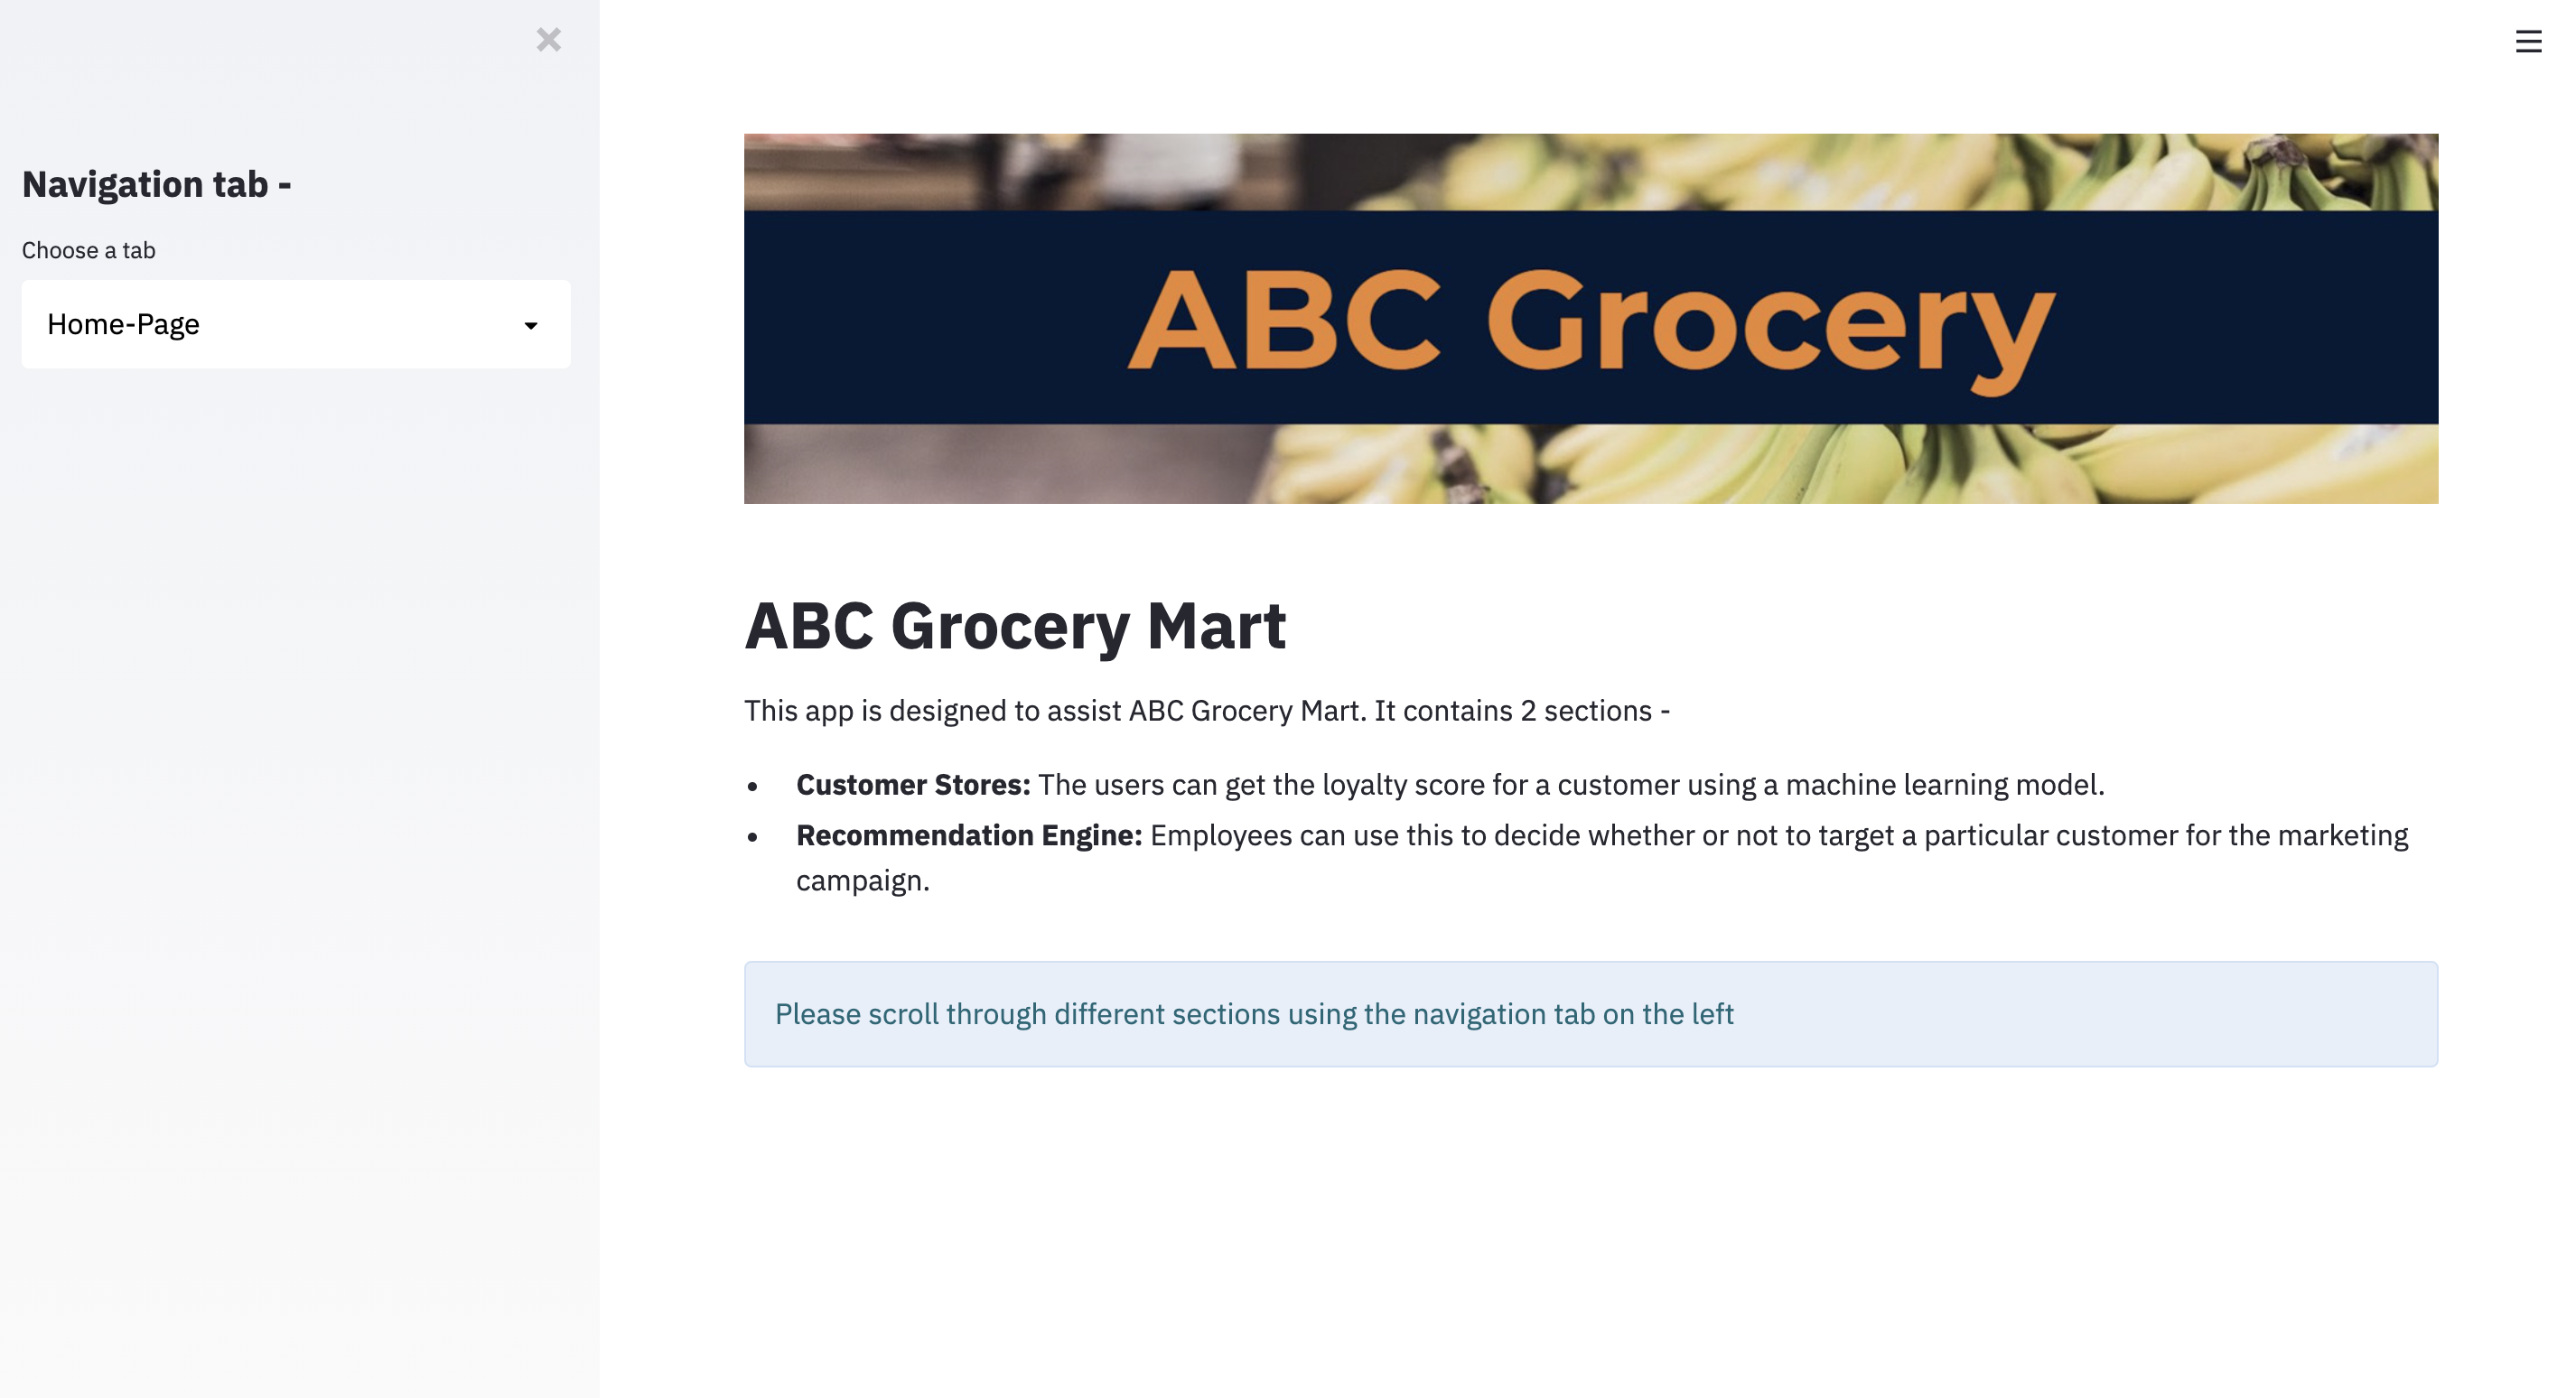 Navigation tab -
Choose a tab
Home-Page
ABC Grocery
ABC Grocery Mart
This app is designed to assist ABC Grocery Mart. It contains 2 sections -
• Customer Stores: The users can get the loyalty score for a customer using a machine learning model.
• Recommendation Engine: Employees can use this to decide whether or not to target a particular customer for the marketing
campaign.
Please scroll through different sections using the navigation tab on the left